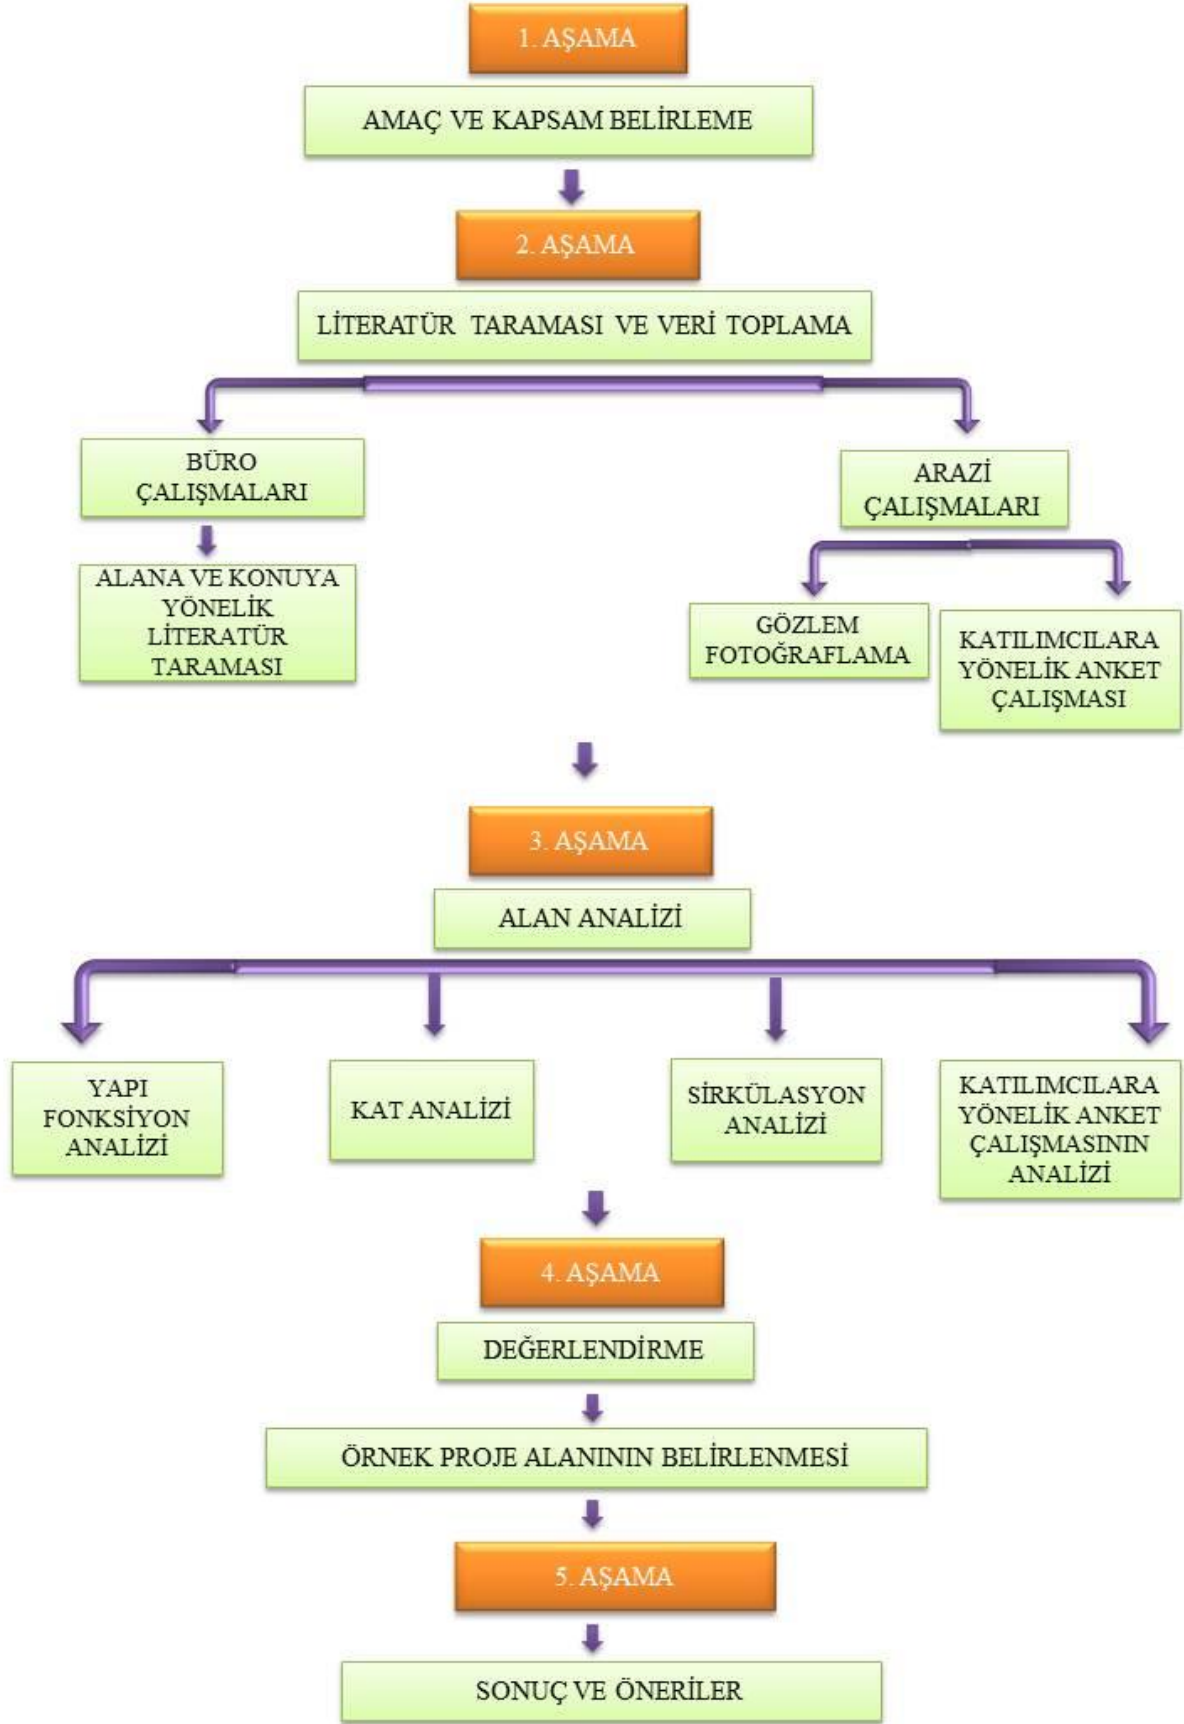 1. AŞAMA
AMAÇ VE KAPSAM BELİRLEME
2. AŞAMA
LİTERATÜR TARAMASI VE VERİ TOPLAMA
BÜRO
ÇALIŞMALARI
ARAZİ
ÇALIŞMALARI
ALANA VE KONUYA
YÖNELİK
LİTERATÜR
TARAMASI
GÖZLEM
FOTOĞRAFLAMA
KATILIMCILARA
YÖNELİK ANKET
ÇALIŞMASI
3. AŞAMA
ALAN ANALİZİ
YAPI
FONKSİYON
ANALİZİ
KAT ANALİZİ
SİRKÜLASYON
ANALİZİ
KATILIMCILARA
YÖNELİK ANKET
ÇALIŞMASININ
ANALİZİ
4. AŞAMA
DEĞERLENDİRME
ÖRNEK PROJE ALANININ BELİRLENMESİ
5. AŞAMA
SONUÇ VE ÖNERİLER